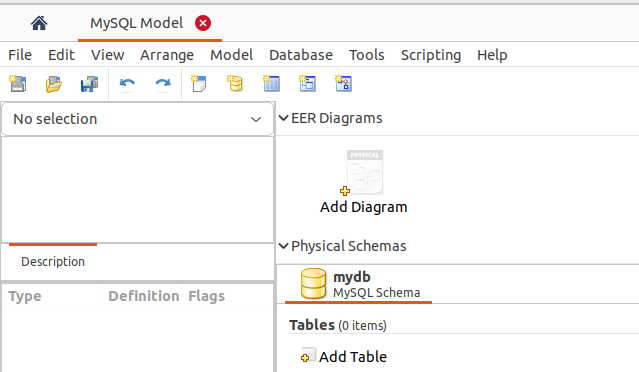 MySQL Model
File Edit View Arrange Model Database Tools Scripting Help
No selection
Description
Type Definition Flags
EER Diagrams
PHYSICAL
Add Diagram
Physical Schemas
mydb
MySQL Schema
Tables (0 items)
Add Table